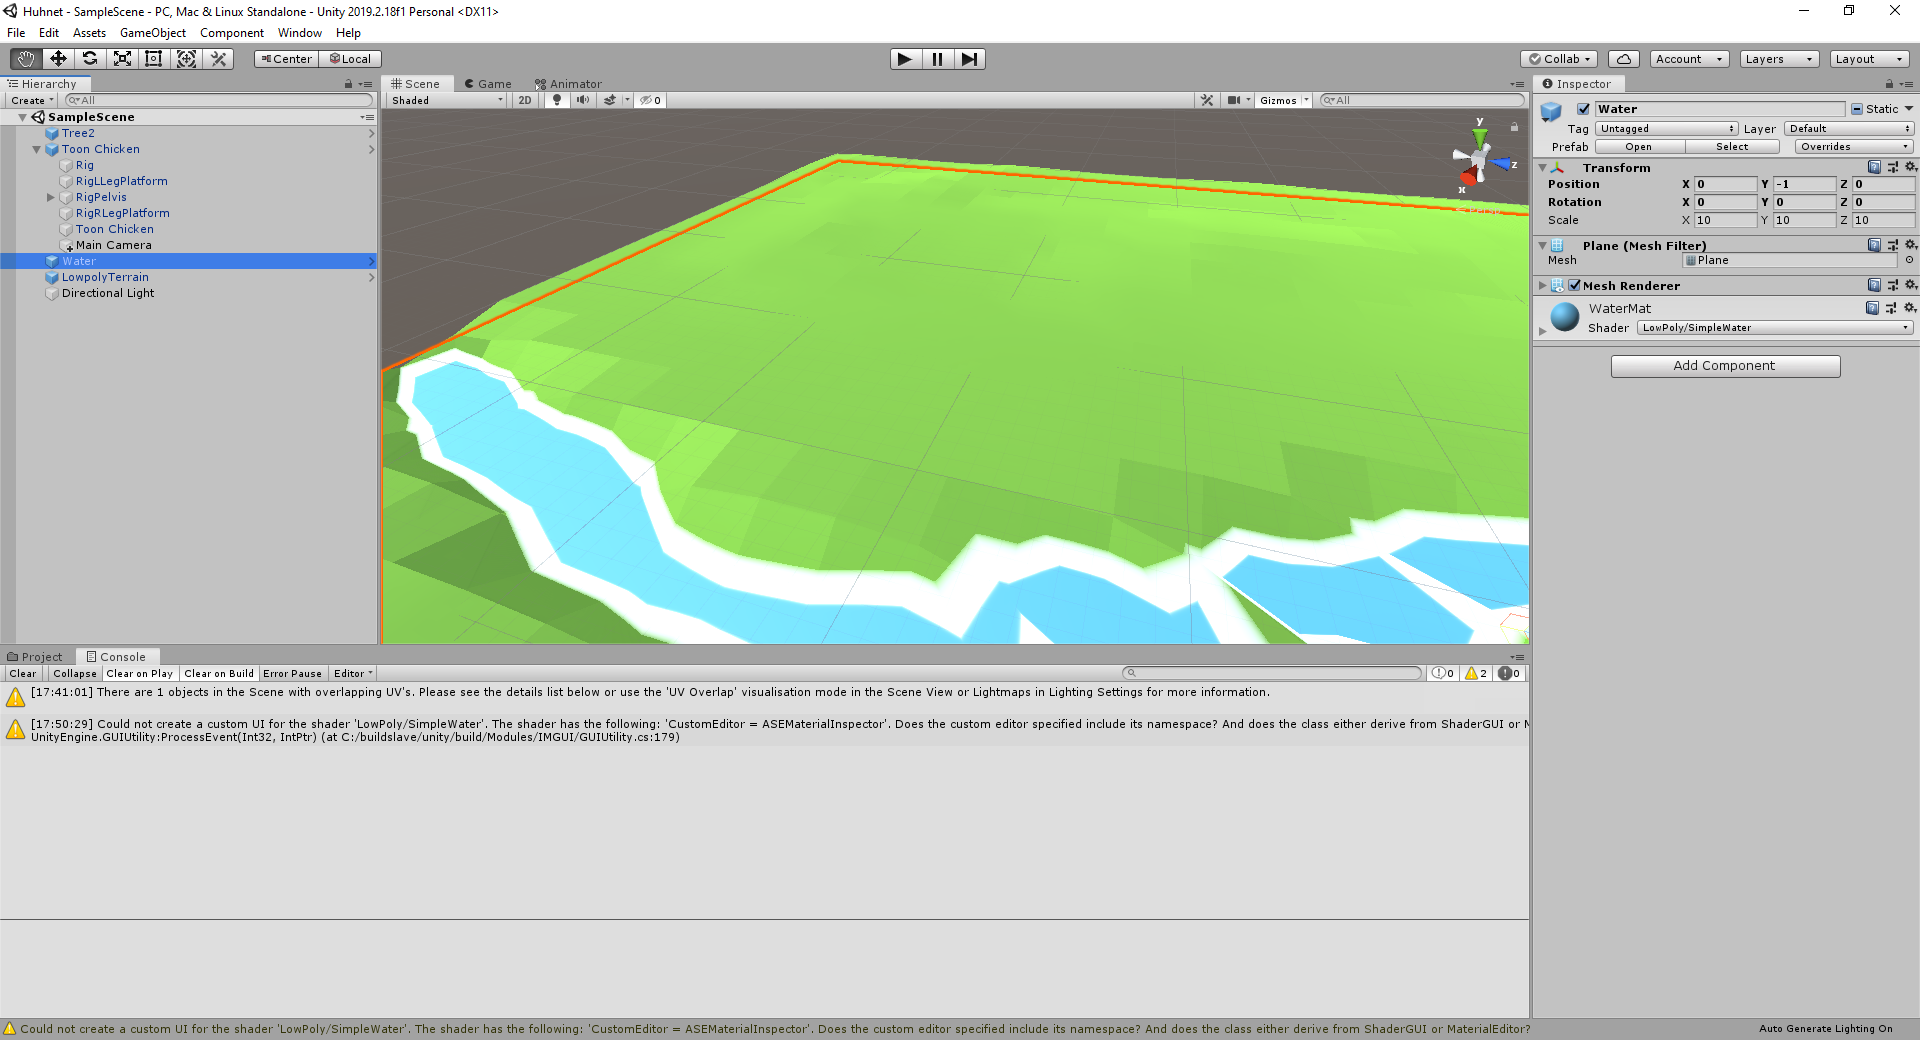 Huhnet - SampleScene - PC, Mac & Linux Standalone - Unity 2019.2.18f1 Personal <DX11>
File Edit Assets GameObject Component Window Help
Center Local Collab Account Layers Layout
Hierarchy
Create All
SampleScene
Tree2
Toon Chicken
Rig
RigLLegPlatform
RigPelvis
RigRLegPlatform
Toon Chicken
Main Camera
Water
LowpolyTerrain
Directional Light
Scene Game Animator
Shaded 2D 0 Gizmos All
y
z
x
Persp
Inspector
Water Static
Tag Untagged Layer Default
Prefab Open Select Overrides
Transform
Position X 0 Y -1 Z 0
Rotation X 0 Y 0 Z 0
Scale X 10 Y 10 Z 10
Plane (Mesh Filter)
Mesh Plane
Mesh Renderer
WaterMat
Shader LowPoly/SimpleWater
Add Component
Project Console
Clear Collapse Clear on Play Clear on Build Error Pause Editor 0 2 0
[17:41:01] There are 1 objects in the Scene with overlapping UV's. Please see the details list below or use the 'UV Overlap' visualisation mode in the Scene View or Lightmaps in Lighting Settings for more information.
[17:50:29] Could not create a custom UI for the shader 'LowPoly/SimpleWater'. The shader has the following: 'CustomEditor = ASEMaterialInspector'. Does the custom editor specified include its namespace? And does the class either derive from ShaderGUI or M
UnityEngine.GUIUtility:ProcessEvent(Int32, IntPtr) (at C:/buildslave/unity/build/Modules/IMGUI/GUIUtility.cs:179)
Could not create a custom UI for the shader 'LowPoly/SimpleWater'. The shader has the following: 'CustomEditor = ASEMaterialInspector'. Does the custom editor specified include its namespace? And does the class either derive from ShaderGUI or MaterialEditor?
Auto Generate Lighting On